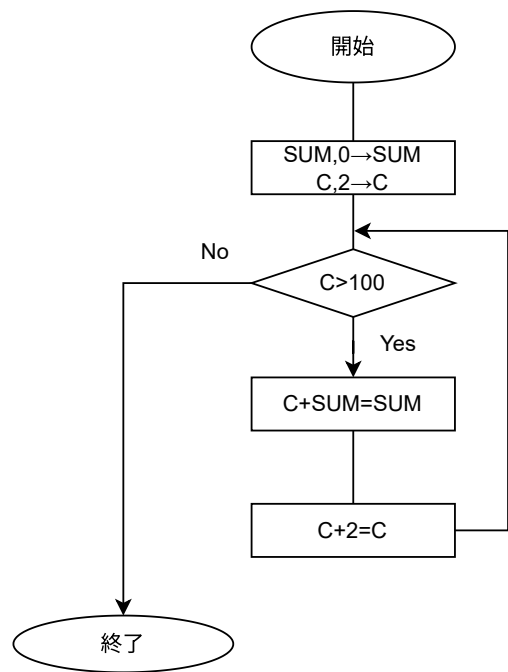 開始
SUM,0→SUM
C,2→C
No
C>100
Yes
C+SUM=SUM
C+2=C
終了